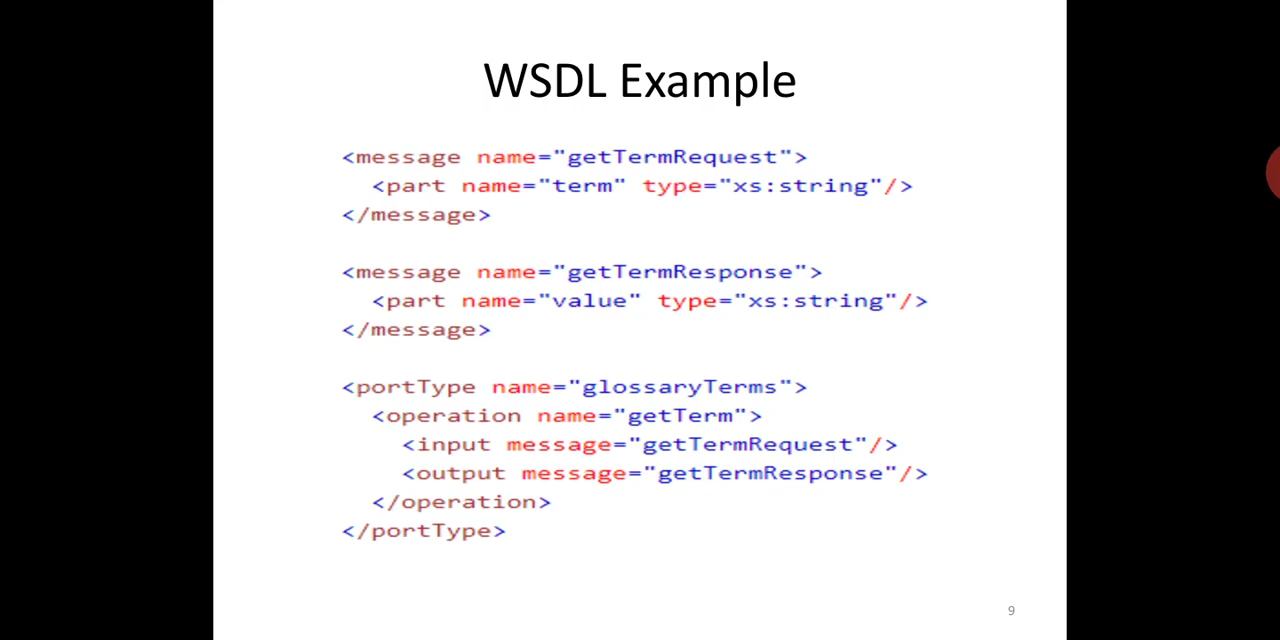 WSDL Example
<message name="getTermRequest">
<part name="term" type="xs:string"/>
</message>
<message name="getTermResponse">
<part name="value" type="xs:string"/>
</message>
<portType name="glossaryTerms">
<operation name="getTerm">
<input message="getTermRequest"/>
<output message="getTermResponse"/>
</operation>
</portType>
9